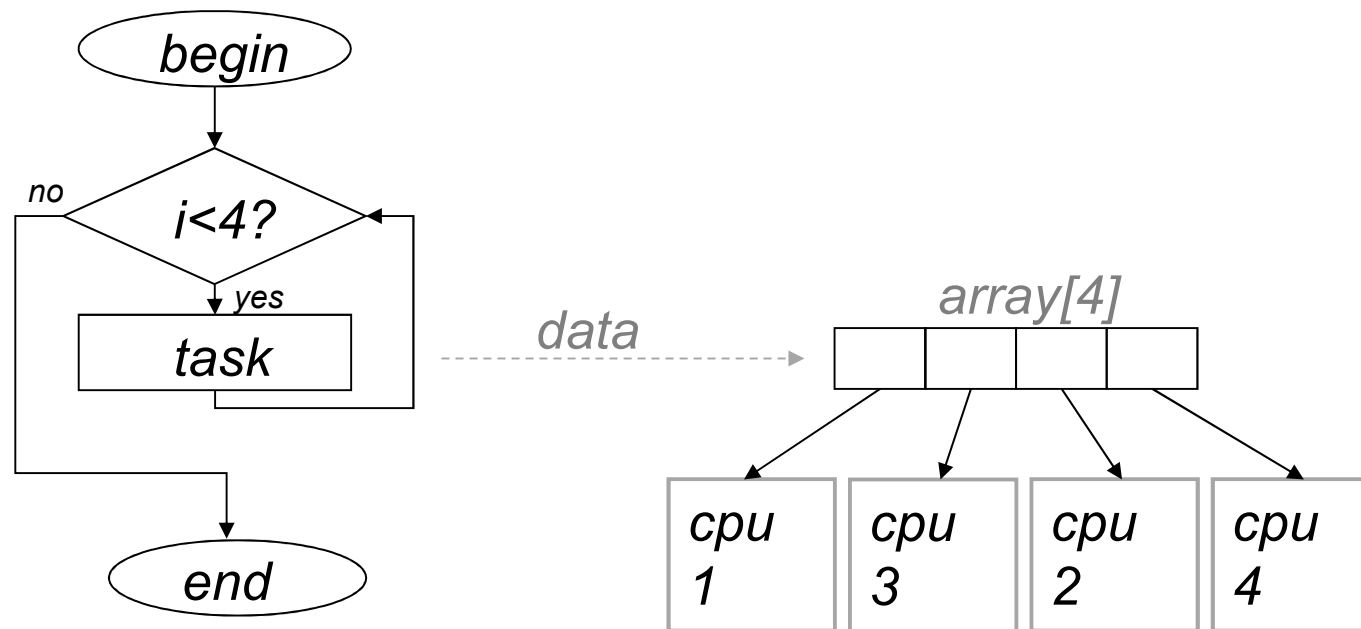 begin
no
i<4?
yes
task
end
data
array[4]
cpu
1
cpu
3
cpu
2
cpu
4